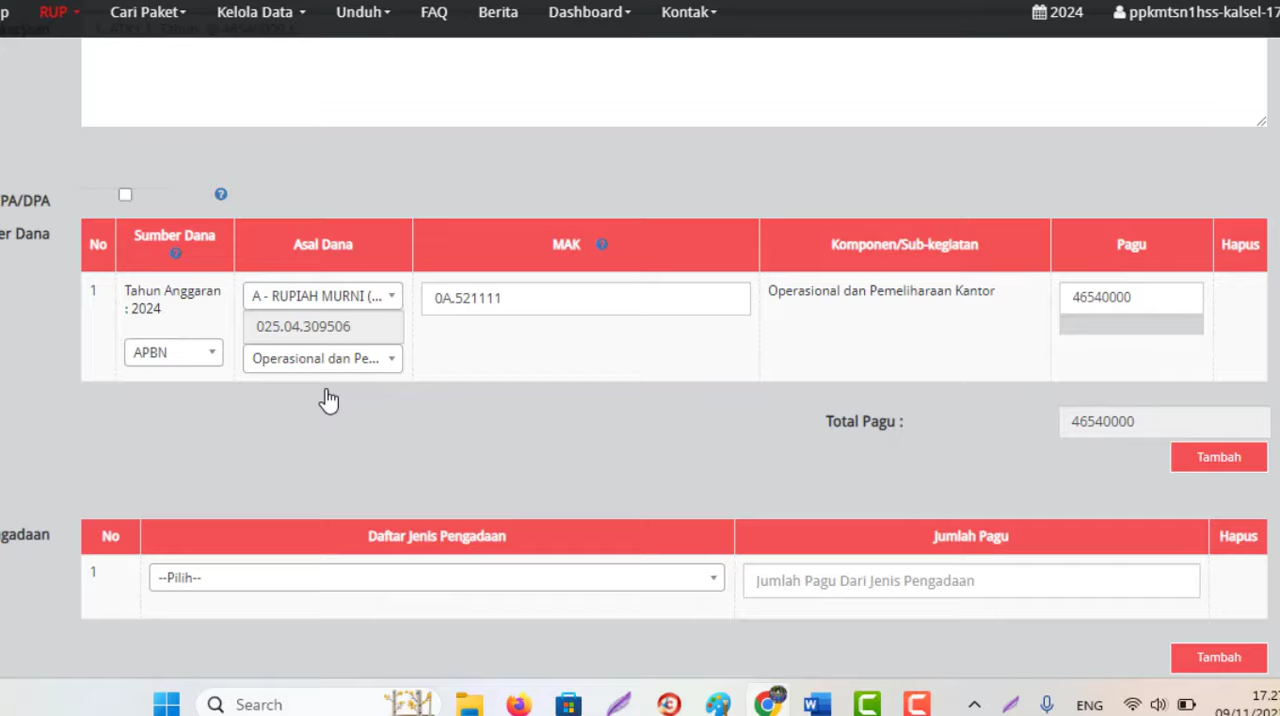 p RUP Cari Paket Kelola Data Unduh FAQ Berita Dashboard Kontak 2024 ppkmtsn1hss-kalsel-17
PA/DPA
er Dana
No Sumber Dana Asal Dana MAK Komponen/Sub-kegiatan Pagu Hapus
1 Tahun Anggaran A - RUPIAH MURNI (... 0A.521111 Operasional dan Pemeliharaan Kantor 46540000
: 2024
025.04.309506
APBN Operasional dan Pe...
Total Pagu : 46540000
Tambah
gadaan
No Daftar Jenis Pengadaan Jumlah Pagu Hapus
1 --Pilih-- Jumlah Pagu Dari Jenis Pengadaan
Tambah
Search ENG 17.2
09/11/202